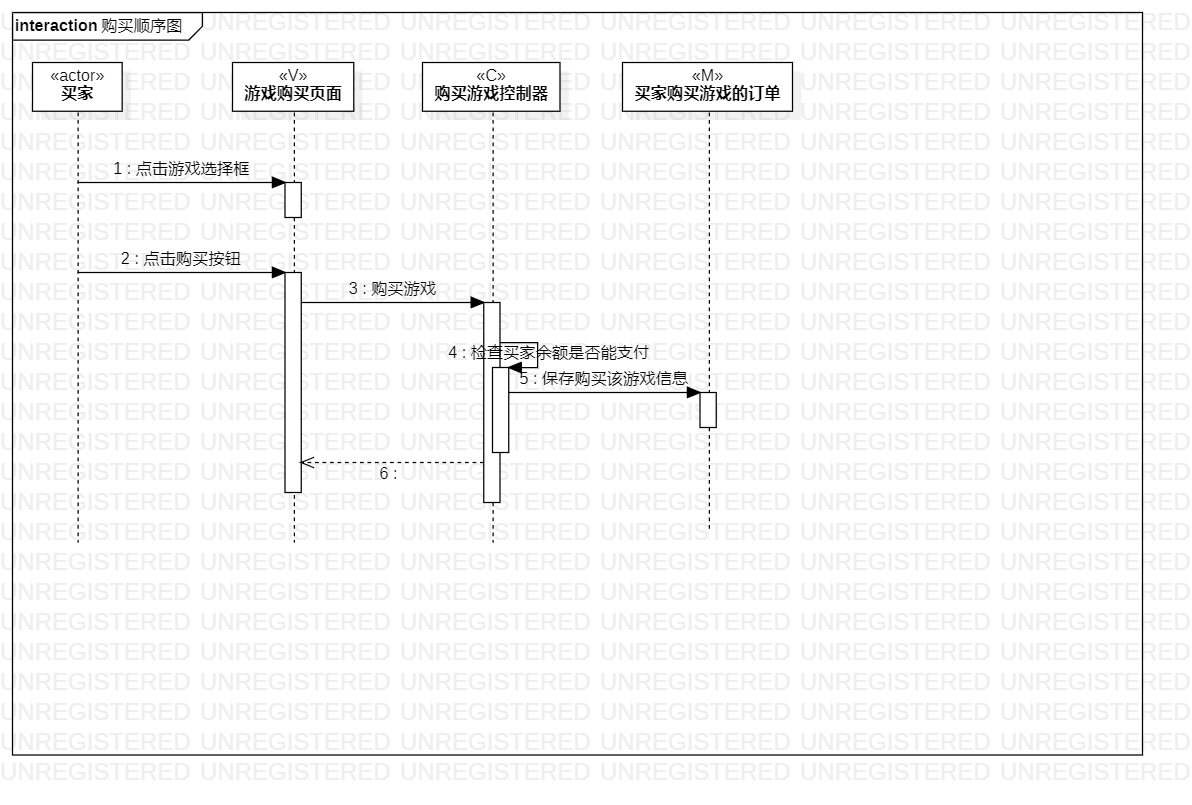 interaction 购买顺序图
«actor»
买家
«V»
游戏购买页面
«C»
购买游戏控制器
«M»
买家购买游戏的订单
1 : 点击游戏选择框
2 : 点击购买按钮
3 : 购买游戏
4 : 检查买家余额是否能支付
5 : 保存购买该游戏信息
6 :
UNREGISTERED UNREGISTERED UNREGISTERED UNREGISTERED UNREGISTERED UNREGISTERED